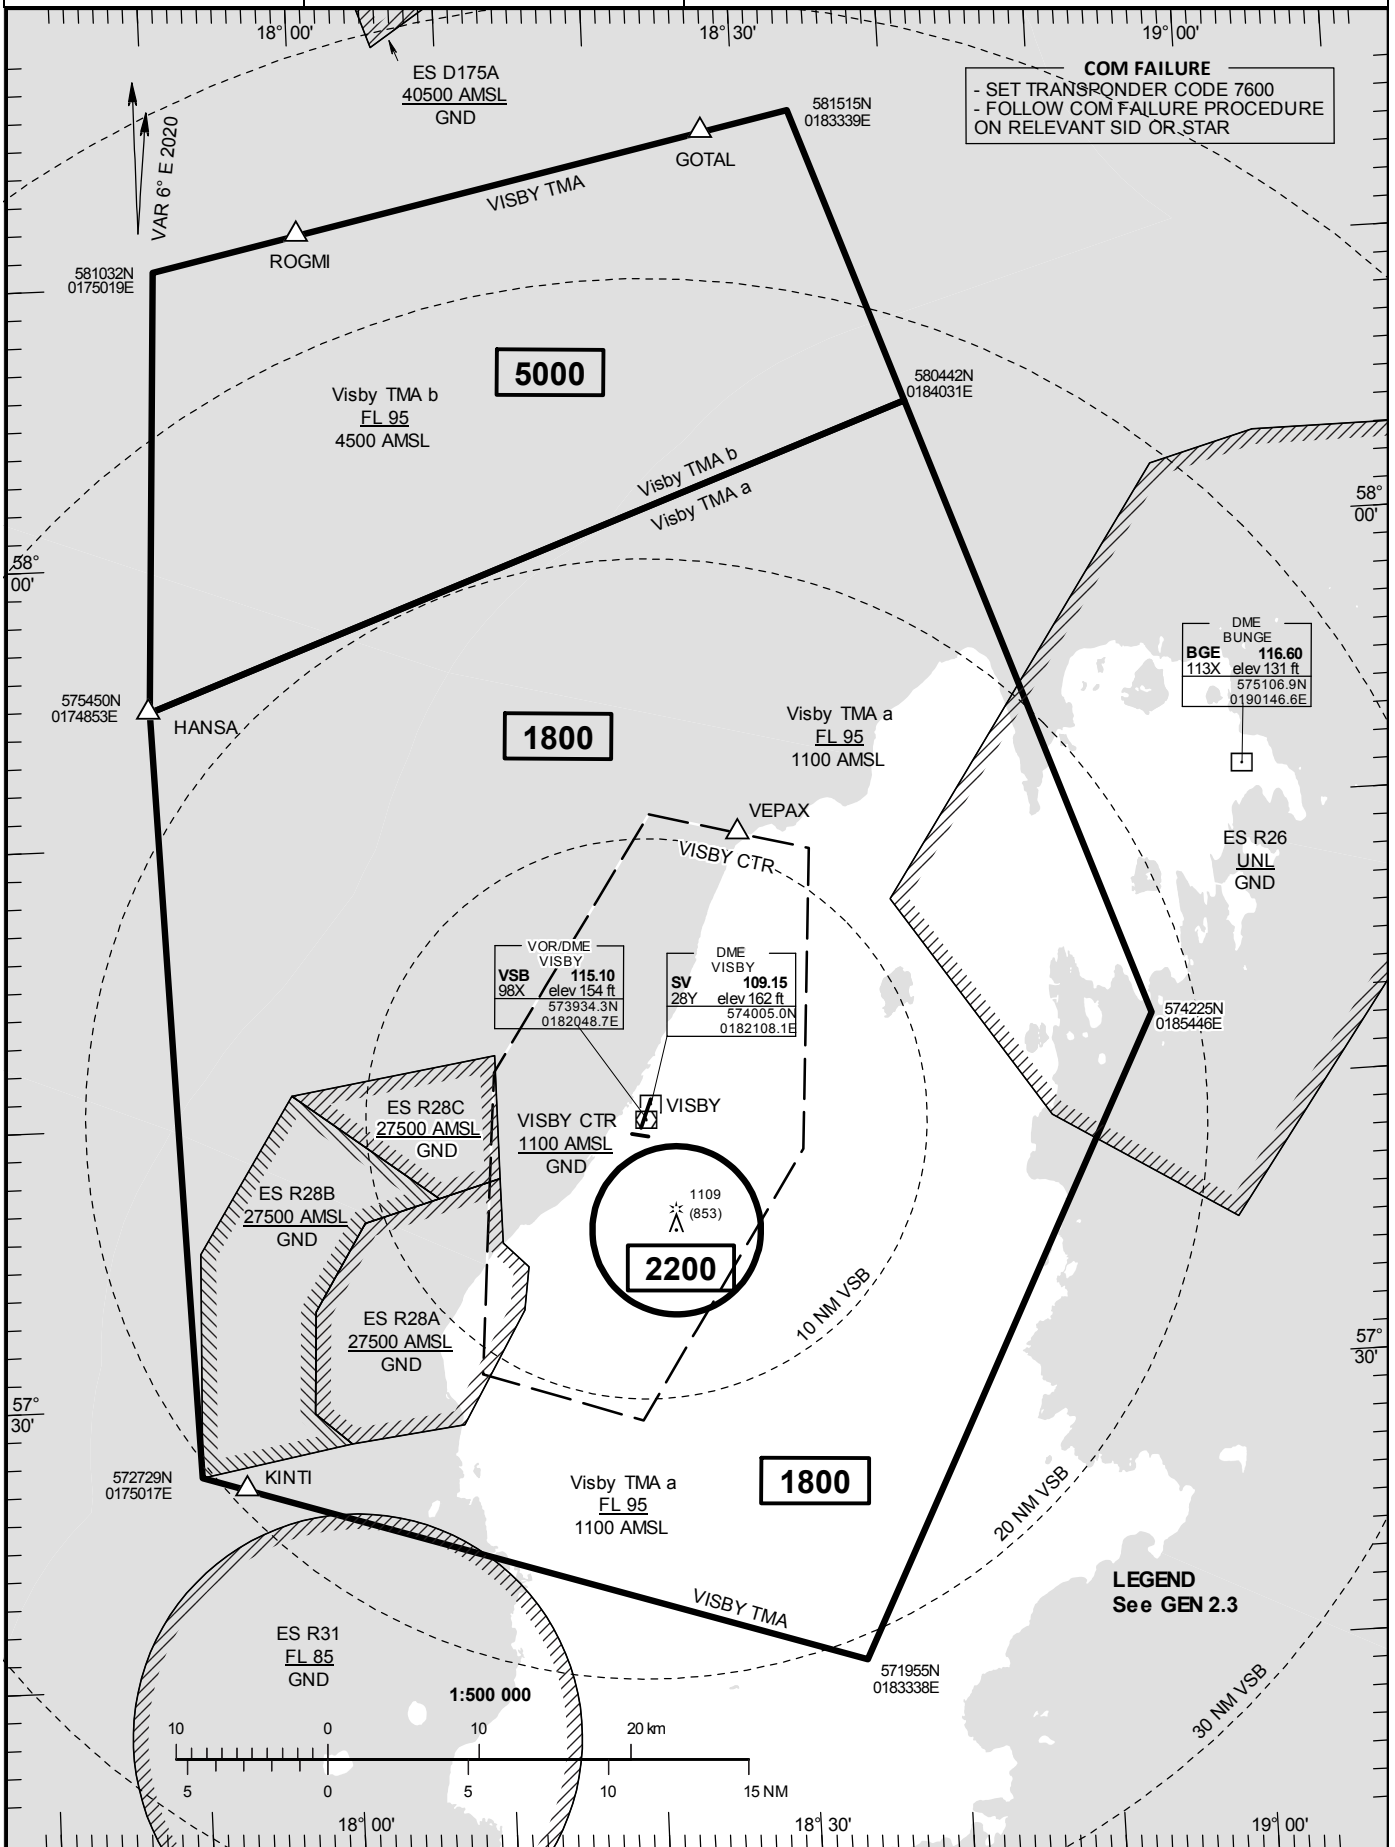 18° 00'
18° 30'
19° 00'
ES D175A
40500 AMSL
GND
COM FAILURE
- SET TRANSPONDER CODE 7600
- FOLLOW COM FAILURE PROCEDURE
ON RELEVANT SID OR STAR
VAR 6° E 2020
581515N
0183339E
GOTAL
VISBY TMA
ROGMI
581032N
0175019E
5000
Visby TMA b
FL 95
4500 AMSL
580442N
0184031E
Visby TMA b
Visby TMA a
58°
00'
58°
00'
DME
BUNGE
BGE 116.60
113X elev 131 ft
575106.9N
0190146.6E
575450N
0174853E
HANSA
1800
Visby TMA a
FL 95
1100 AMSL
VEPAX
VISBY CTR
ES R26
UNL
GND
VOR/DME
VISBY
VSB 115.10
98X elev 154 ft
573934.3N
0182048.7E
DME
VISBY
SV 109.15
28Y elev 162 ft
574005.0N
0182108.1E
574225N
0185446E
ES R28C
27500 AMSL
GND
VISBY CTR
1100 AMSL
GND
VISBY
ES R28B
27500 AMSL
GND
1109
(853)
2200
ES R28A
27500 AMSL
GND
10 NM VSB
57°
30'
57°
30'
572729N
0175017E
KINTI
Visby TMA a
FL 95
1100 AMSL
1800
20 NM VSB
VISBY TMA
LEGEND
See GEN 2.3
ES R31
FL 85
GND
571955N
0183338E
30 NM VSB
1:500 000
10 0 10 20 km
5 0 5 10 15 NM
18° 00'
18° 30'
19° 00'